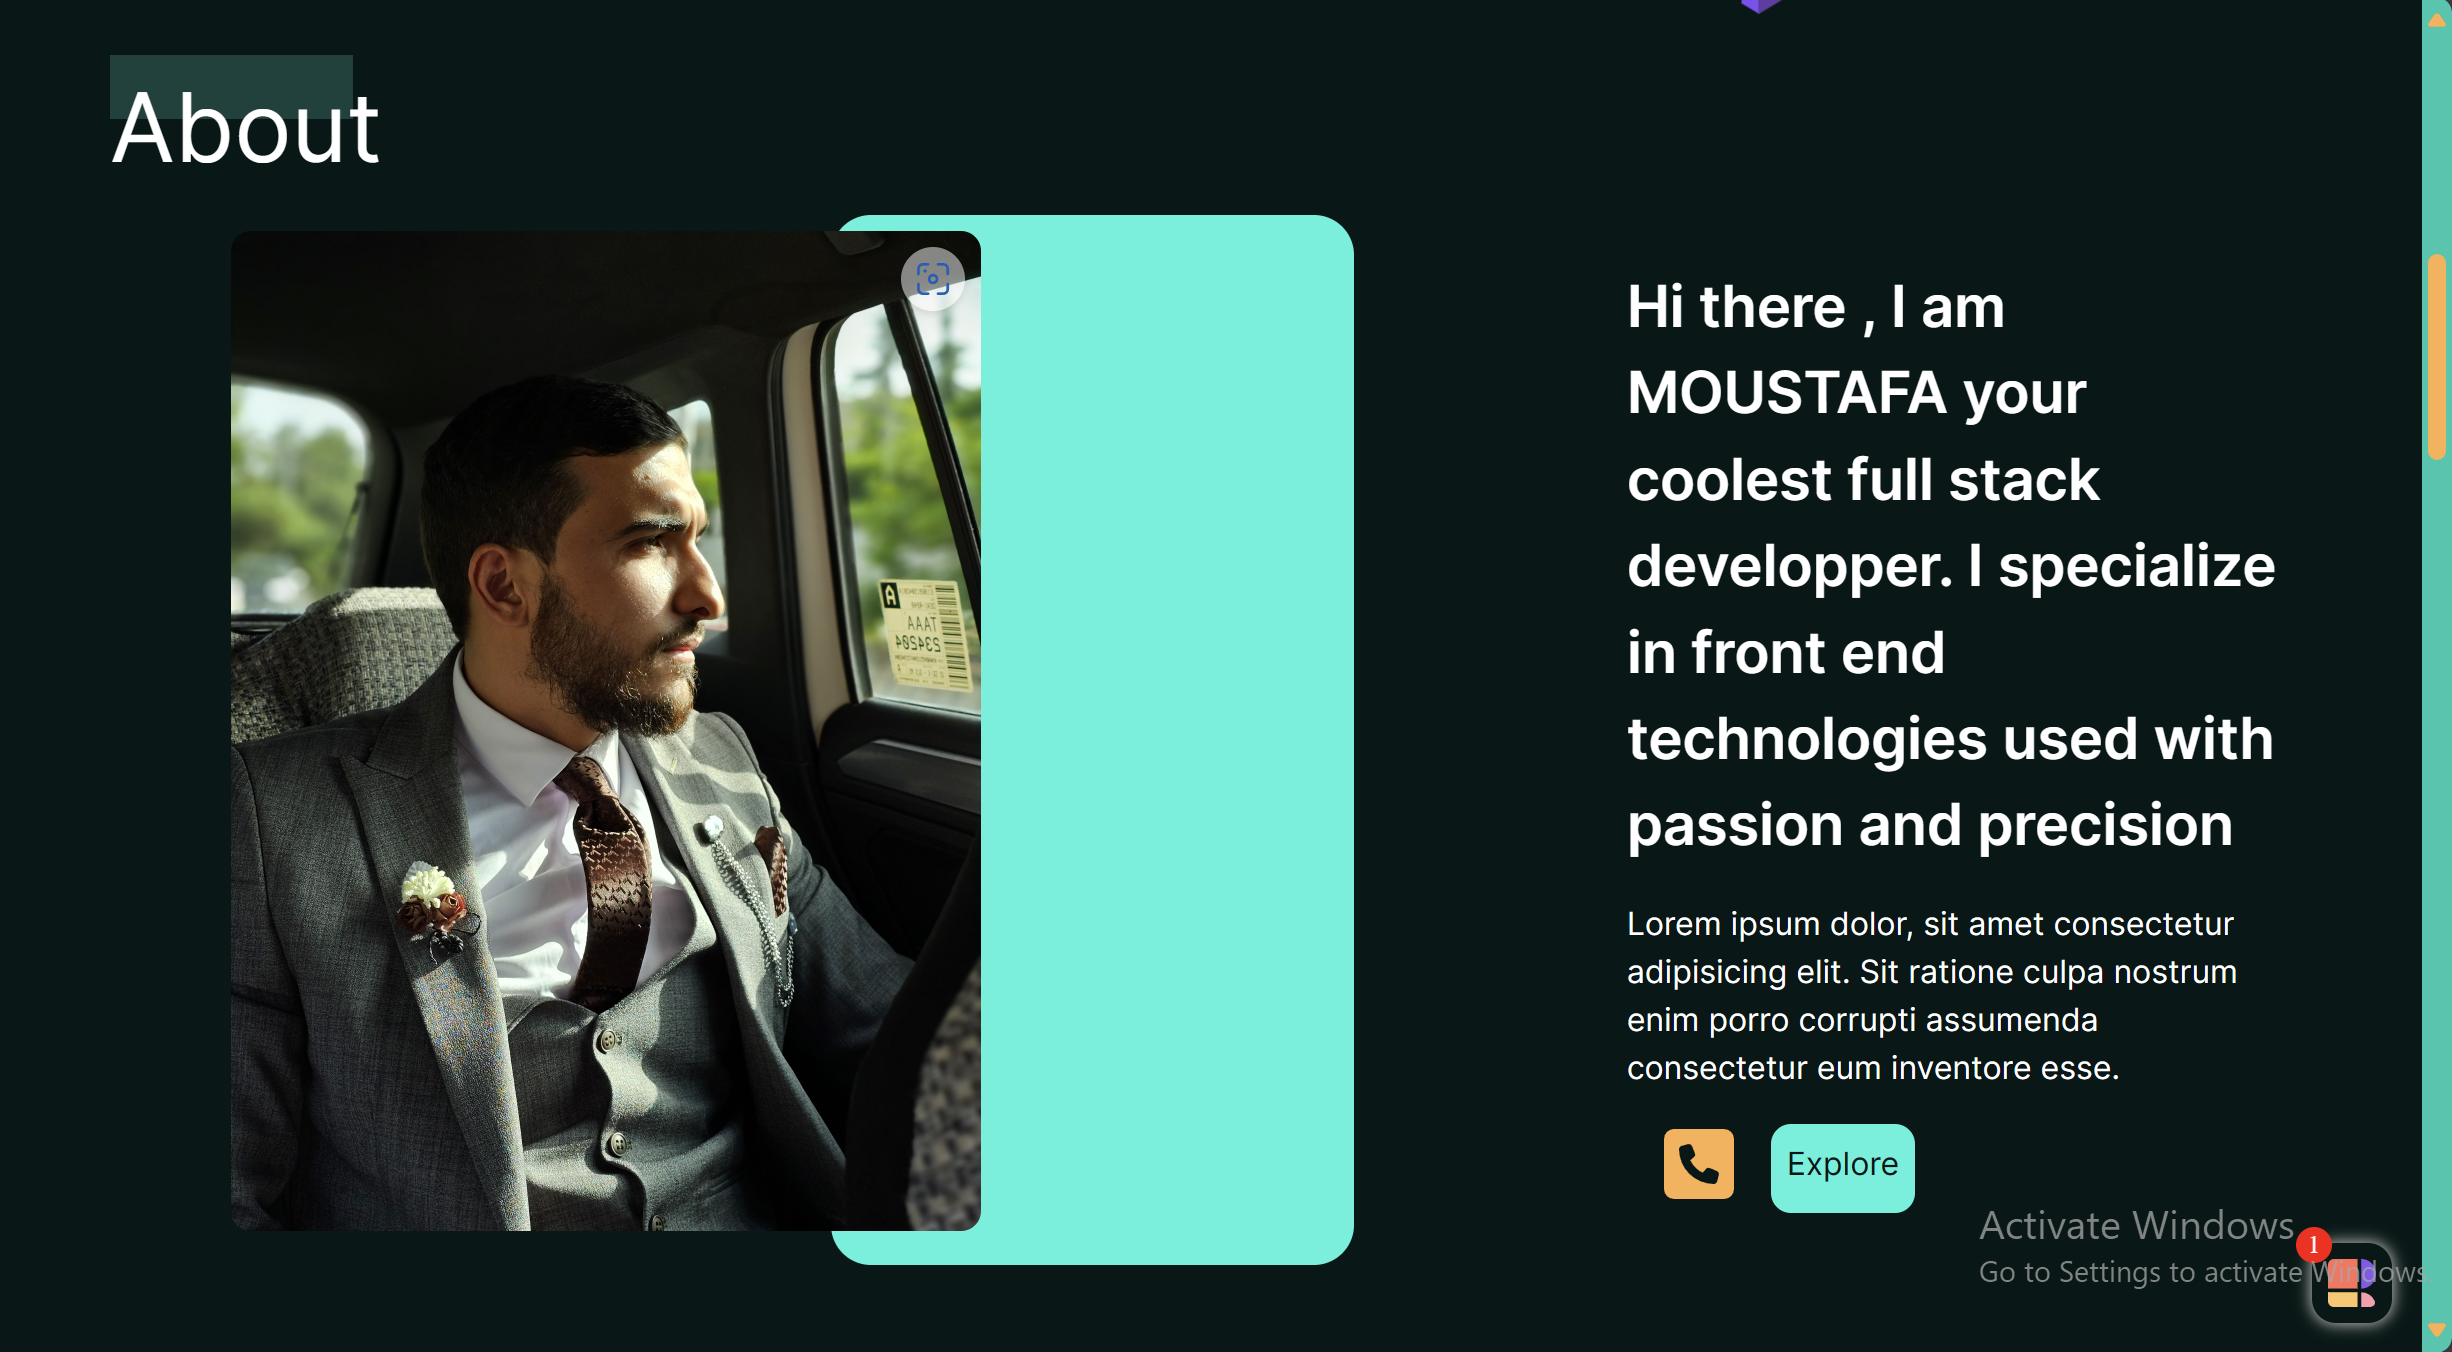 About
Hi there , I am
MOUSTAFA your
coolest full stack
developper. I specialize
in front end
technologies used with
passion and precision
Lorem ipsum dolor, sit amet consectetur
adipisicing elit. Sit ratione culpa nostrum
enim porro corrupti assumenda
consectetur eum inventore esse.
Explore
Activate Windows
1
Go to Settings to activate Windows.
A
TAAA
234204